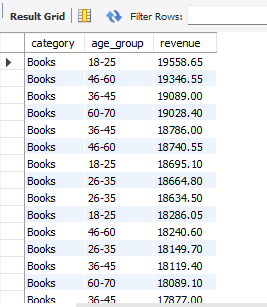 Result Grid Filter Rows:
category age_group revenue
Books 18-25 19558.65
Books 46-60 19346.55
Books 36-45 19089.00
Books 60-70 19028.40
Books 36-45 18786.00
Books 46-60 18740.55
Books 18-25 18695.10
Books 26-35 18664.80
Books 26-35 18634.50
Books 18-25 18286.05
Books 46-60 18240.60
Books 26-35 18149.70
Books 36-45 18119.40
Books 60-70 18089.10
Books 36-45 17877.00